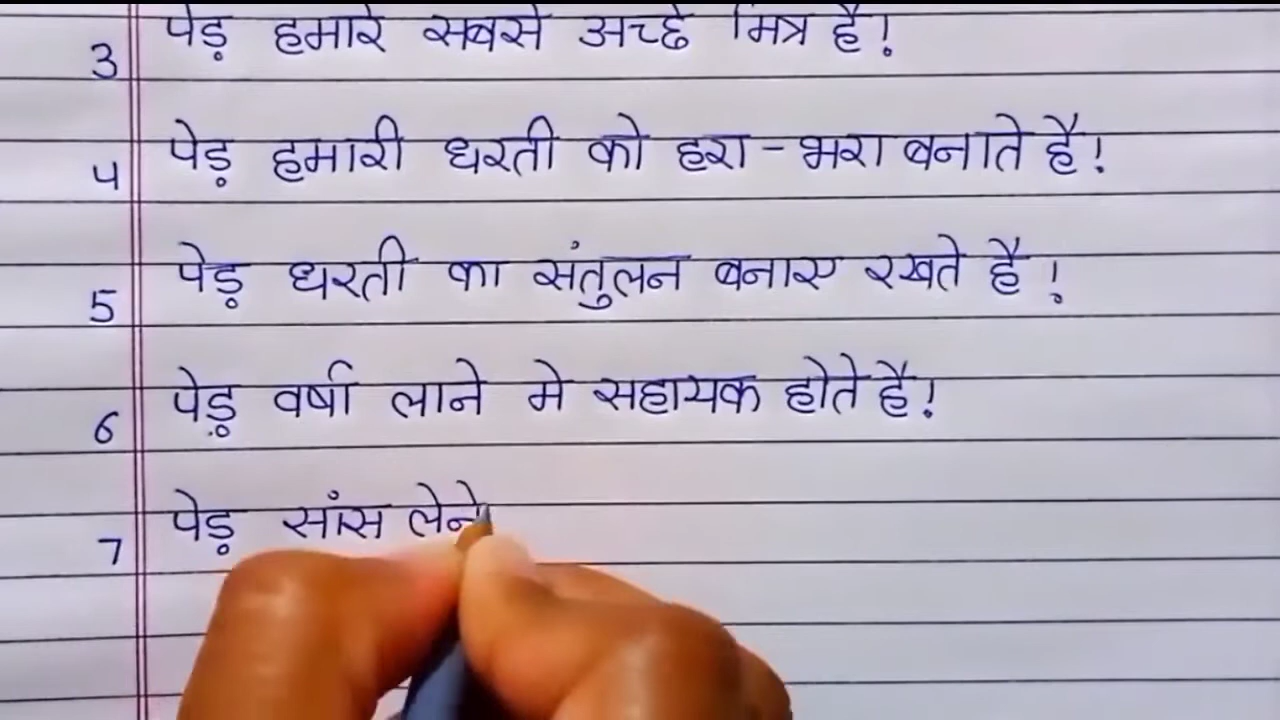 3 पेड़ हमारे सबसे अच्छे मित्र है!
4 पेड़ हमारी धरती को हरा-भरा बनाते है!
5 पेड़ धरती का संतुलन बनाए रखते है!
6 पेड़ वर्षा लाने मे सहायक होते है!
7 पेड़ सांस लेने